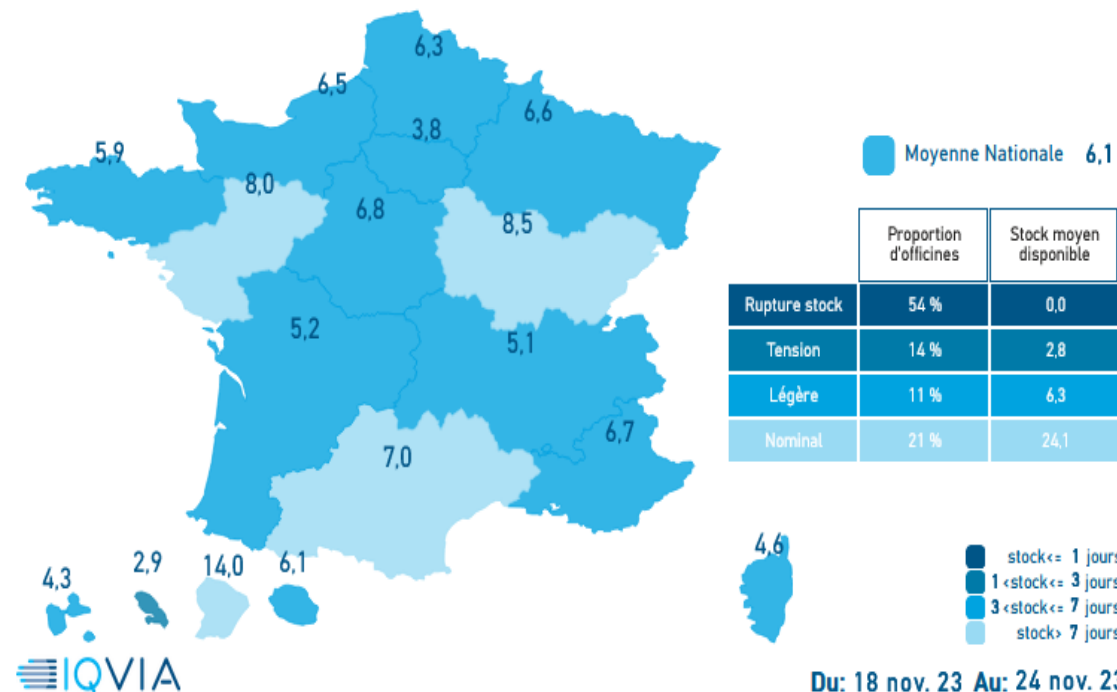 6,3
6,5
6,6
3,8
5,9
8,0
6,8
8,5
5,2
5,1
6,7
7,0
4,3
2,9
14,0
6,1
4,6
Moyenne Nationale 6,1
Proportion d'officines
Stock moyen disponible
Rupture stock 54 % 0,0
Tension 14 % 2,8
Légère 11 % 6,3
Nominal 21 % 24,1
stock<= 1 jours
1 <stock<= 3 jours
3 <stock<= 7 jours
stock> 7 jours
IQVIA
Du: 18 nov. 23 Au: 24 nov. 23